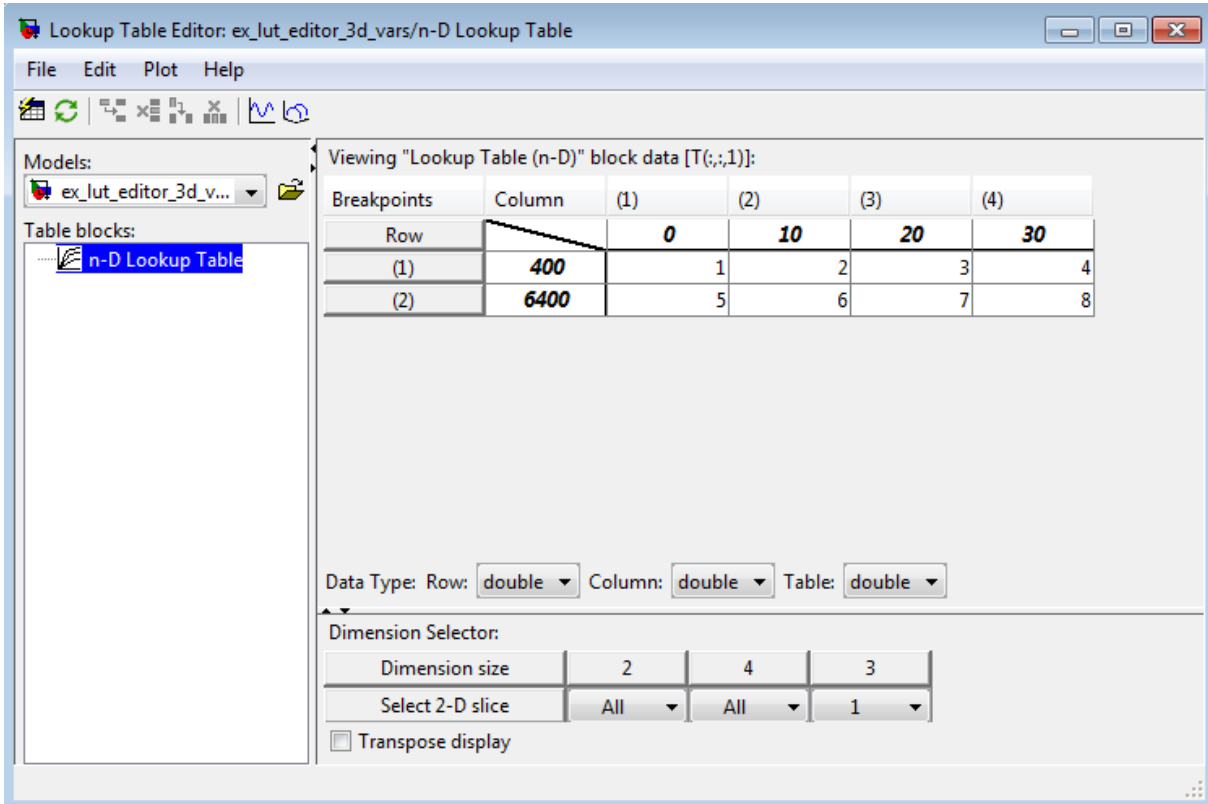 Lookup Table Editor: ex_lut_editor_3d_vars/n-D Lookup Table
File Edit Plot Help
Models:
ex_lut_editor_3d_v...
Table blocks:
n-D Lookup Table
Viewing "Lookup Table (n-D)" block data [T(:,:,1)]:
Breakpoints Column (1) (2) (3) (4)
Row 0 10 20 30
(1) 400 1 2 3 4
(2) 6400 5 6 7 8
Data Type: Row: double Column: double Table: double
Dimension Selector:
Dimension size 2 4 3
Select 2-D slice All All 1
Transpose display